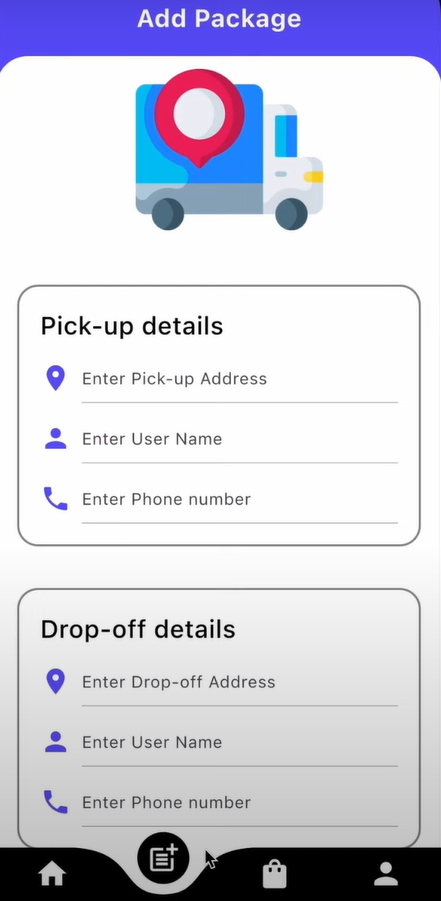 Add Package
Pick-up details
Enter Pick-up Address
Enter User Name
Enter Phone number
Drop-off details
Enter Drop-off Address
Enter User Name
Enter Phone number